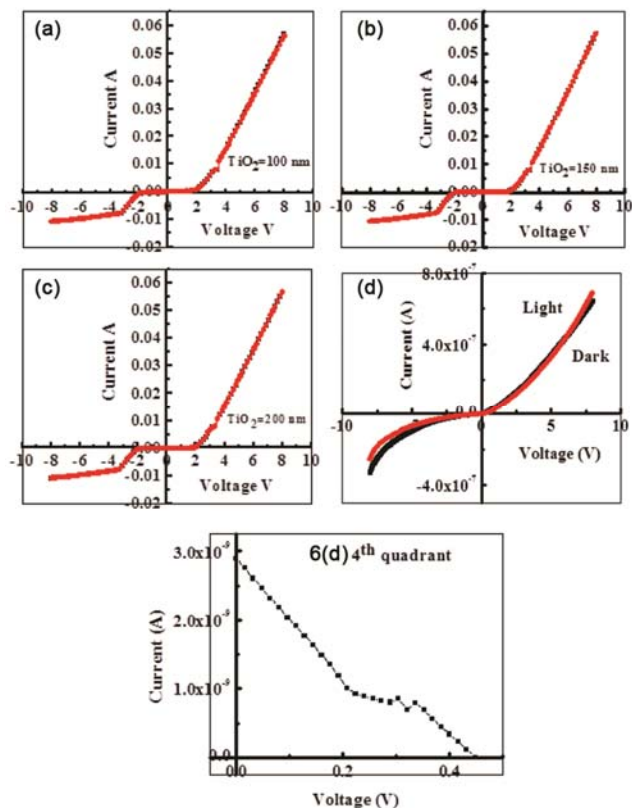 (a)
0.06
0.05
0.04
0.03
0.02
0.01
0.00
-0.01
-0.02
Current A
TiO2=100 nm
-10 -8 -6 -4 -2 0 2 4 6 8 10
Voltage V
(b)
0.06
0.05
0.04
0.03
0.02
0.01
0.00
-0.01
-0.02
Current A
TiO2=150 nm
-10 -8 -6 -4 -2 0 2 4 6 8 10
Voltage V
(c)
0.06
0.05
0.04
0.03
0.02
0.01
0.00
-0.01
-0.02
Current A
TiO2=200 nm
-10 -8 -6 -4 -2 0 2 4 6 8 10
Voltage V
(d)
8.0x10-7
4.0x10-7
0.0
-4.0x10-7
Current (A)
Light
Dark
-10 -5 0 5 10
Voltage (V)
6(d) 4th quadrant
3.0x10-9
2.0x10-9
1.0x10-9
0.0
Current (A)
0.0 0.2 0.4
Voltage (V)